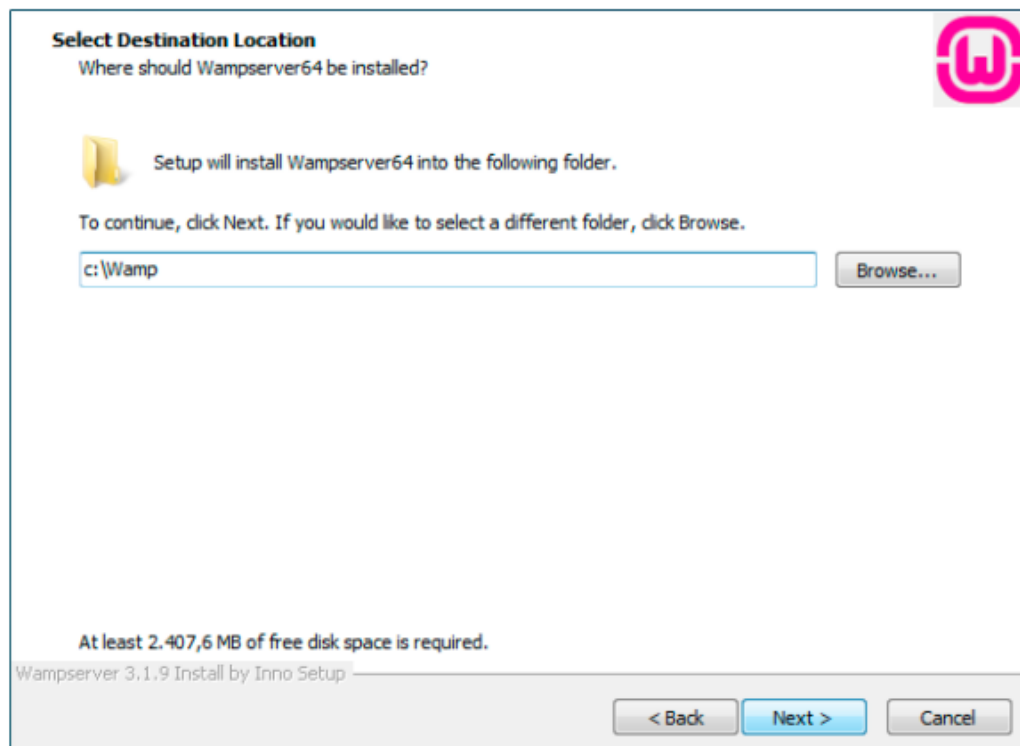 Select Destination Location
Where should Wampserver64 be installed?
W
Setup will install Wampserver64 into the following folder.
To continue, click Next. If you would like to select a different folder, click Browse.
c:\Wamp
Browse...
At least 2.407,6 MB of free disk space is required.
Wampserver 3.1.9 Install by Inno Setup
< Back
Next >
Cancel